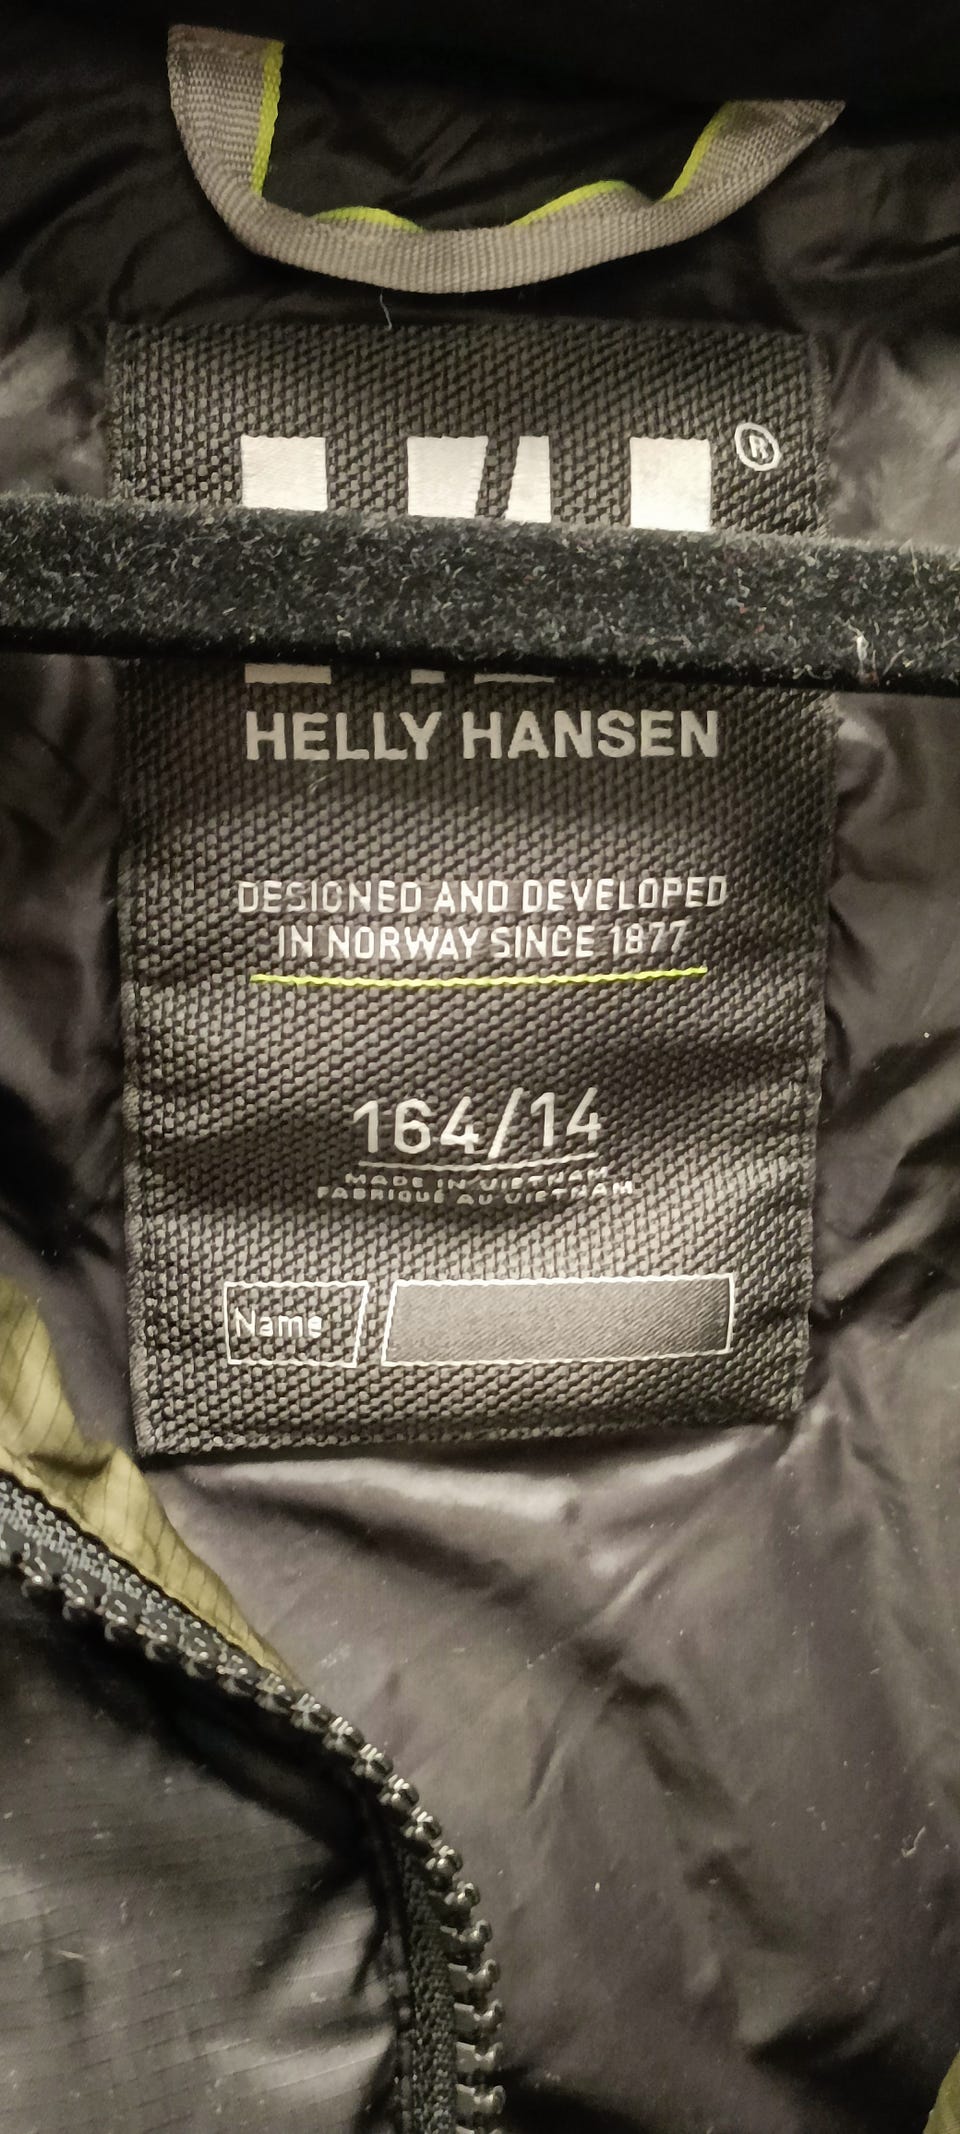 ®
HELLY HANSEN
DESIGNED AND DEVELOPED
IN NORWAY SINCE 1877
164/14
MADE IN VIETNAM
FABRIQUÉ AU VIETNAM
Name